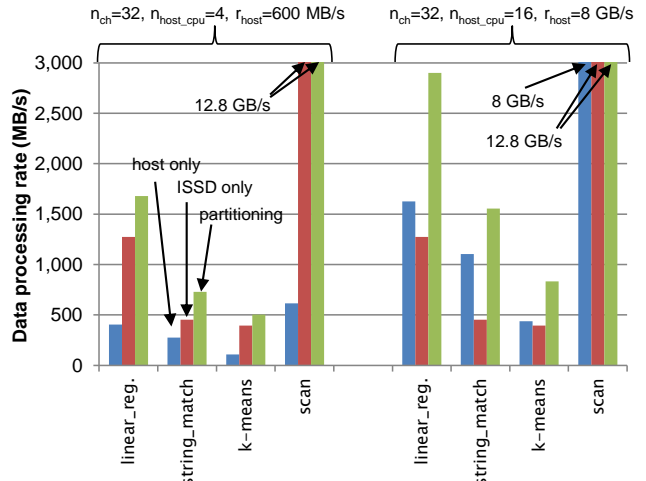 n_ch=32, n_host_cpu=4, r_host=600 MB/s
n_ch=32, n_host_cpu=16, r_host=8 GB/s
Data processing rate (MB/s)
3,000
2,500
2,000
1,500
1,000
500
0
12.8 GB/s
8 GB/s
12.8 GB/s
host only
ISSD only
partitioning
linear_reg.
string_match
k-means
scan
linear_reg.
string_match
k-means
scan